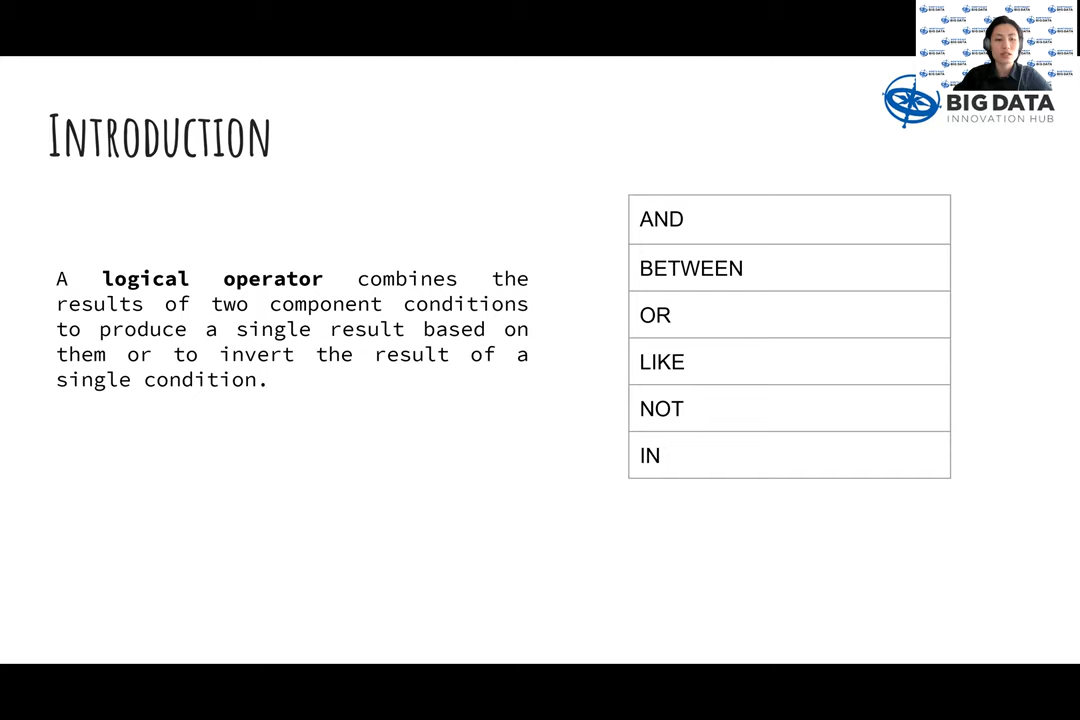 BIG DATA
INNOVATION HUB
INTRODUCTION
A logical operator combines the
results of two component conditions
to produce a single result based on
them or to invert the result of a
single condition.
AND
BETWEEN
OR
LIKE
NOT
IN